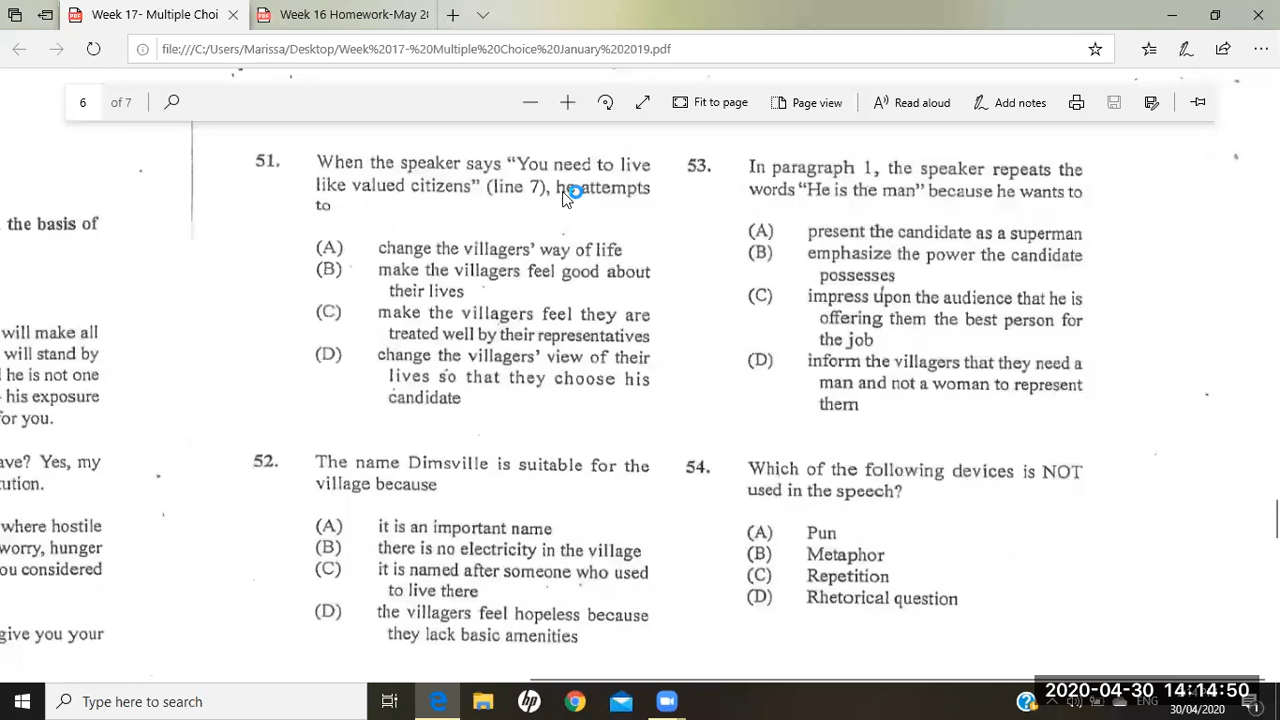 Week 17- Multiple Choi
Week 16 Homework-May 2
file:///C:/Users/Marissa/Desktop/Week%2017-%20Multiple%20Choice%20January%202019.pdf
6 of 7
Fit to page
Page view
Read aloud
Add notes
the basis of
will make all
will stand by
he is not one
his exposure
for you.
ave? Yes, my
ution.
where hostile
worry, hunger
ou considered
give you your
51. When the speaker says "You need to live
like valued citizens" (line 7), he attempts
to
(A) change the villagers' way of life
(B) make the villagers feel good about
their lives
(C) make the villagers feel they are
treated well by their representatives
(D) change the villagers' view of their
lives so that they choose his
candidate
52. The name Dimsville is suitable for the
village because
(A) it is an important name
(B) there is no electricity in the village
(C) it is named after someone who used
to live there
(D) the villagers feel hopeless because
they lack basic amenities
53. In paragraph 1, the speaker repeats the
words "He is the man" because he wants to
(A) present the candidate as a superman
(B) emphasize the power the candidate
possesses
(C) impress upon the audience that he is
offering them the best person for
the job
(D) inform the villagers that they need a
man and not a woman to represent
them
54. Which of the following devices is NOT
used in the speech?
(A) Pun
(B) Metaphor
(C) Repetition
(D) Rhetorical question
Type here to search
hp
ENG
2020-04-30 14:14:50
30/04/2020